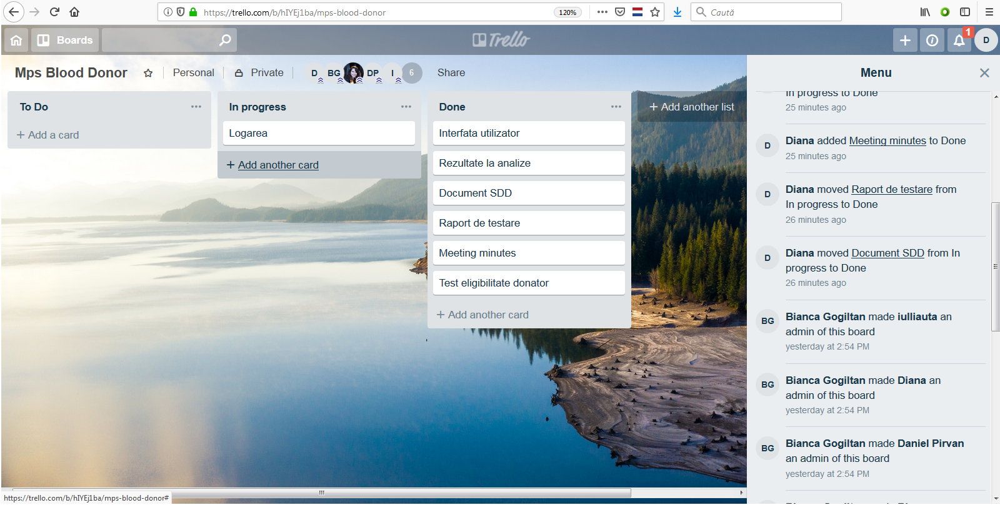 https://trello.com/b/hIYEj1ba/mps-blood-donor
120%
Caută
Boards
Trello
1
D
Mps Blood Donor
Personal
Private
D
BG
DP
I
6
Share
To Do
+ Add a card
In progress
Logarea
+ Add another card
Done
Interfata utilizator
Rezultate la analize
Document SDD
Raport de testare
Meeting minutes
Test eligibilitate donator
+ Add another card
+ Add another list
Menu
In progress to Done
25 minutes ago
D
Diana added Meeting minutes to Done
25 minutes ago
D
Diana moved Raport de testare from
In progress to Done
26 minutes ago
D
Diana moved Document SDD from In
progress to Done
26 minutes ago
BG
Bianca Gogiltan made iulliauta an
admin of this board
yesterday at 2:54 PM
BG
Bianca Gogiltan made Diana an
admin of this board
yesterday at 2:54 PM
BG
Bianca Gogiltan made Daniel Pirvan
an admin of this board
yesterday at 2:54 PM
https://trello.com/b/hIYEj1ba/mps-blood-donor#